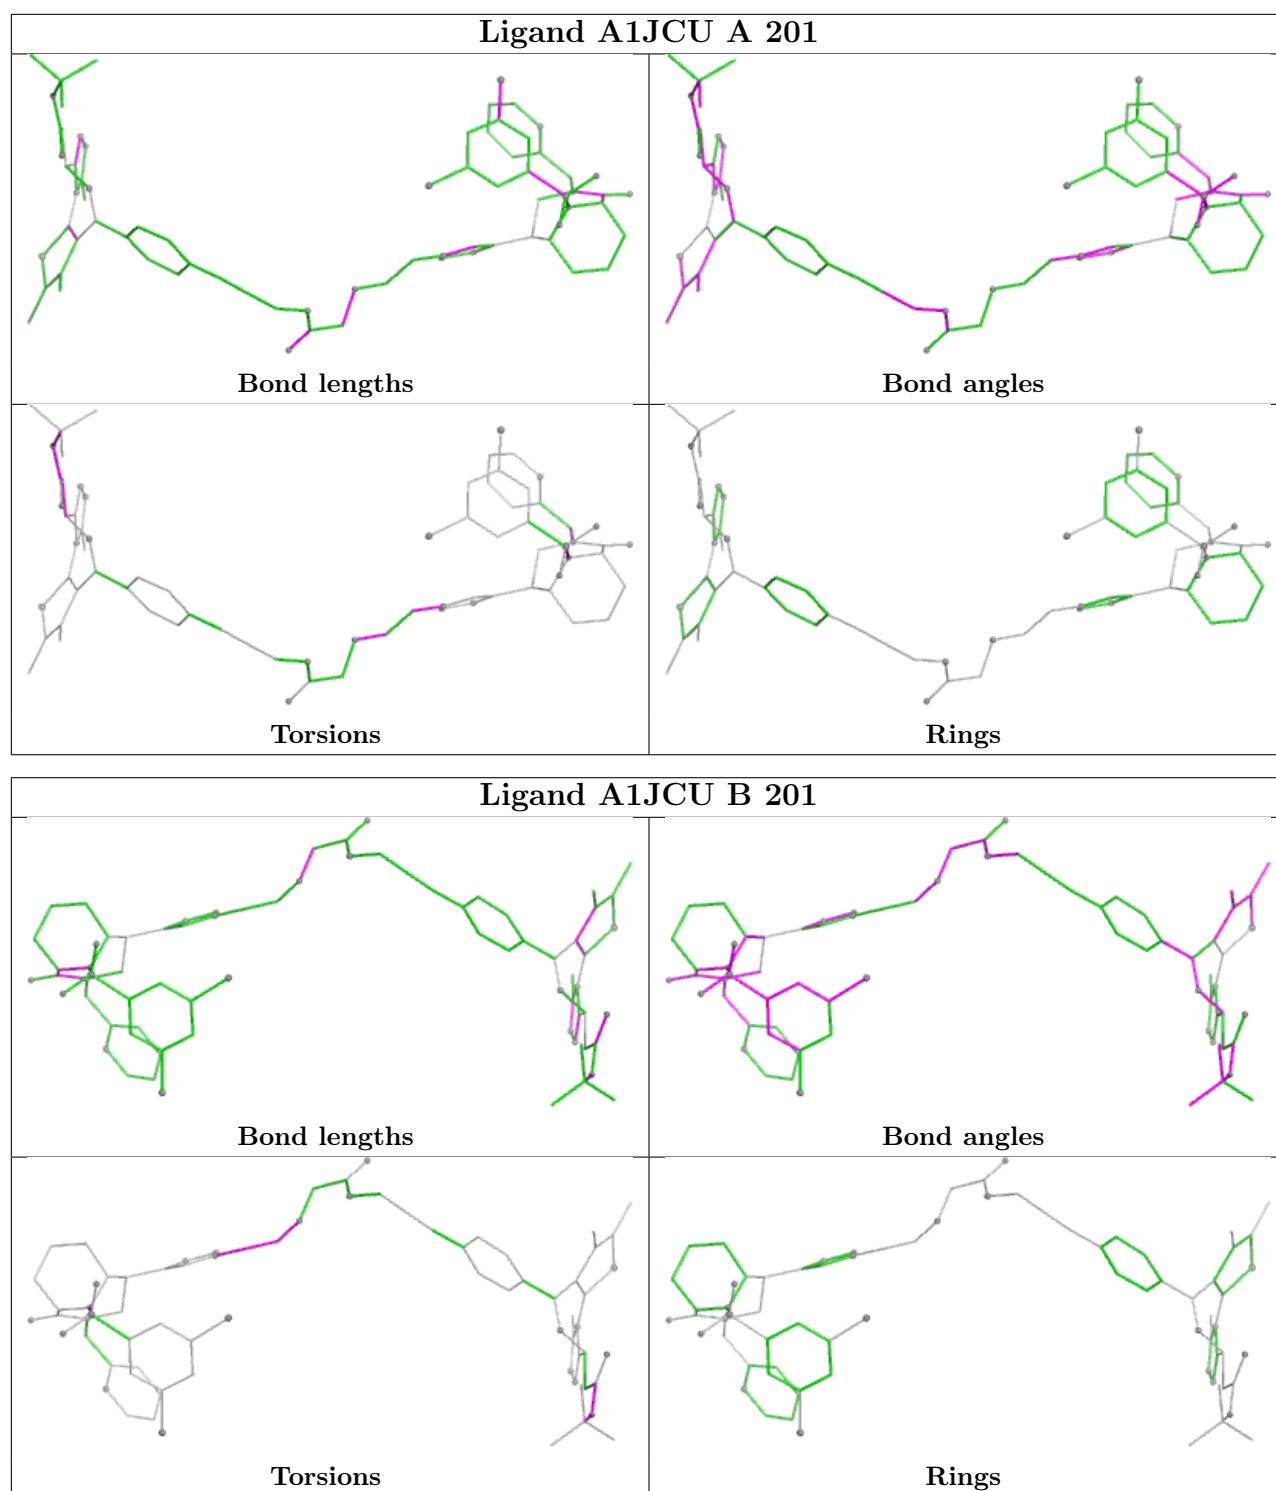 Ligand A1JCU A 201
Bond lengths
Bond angles
Torsions
Rings
Ligand A1JCU B 201
Bond lengths
Bond angles
Torsions
Rings